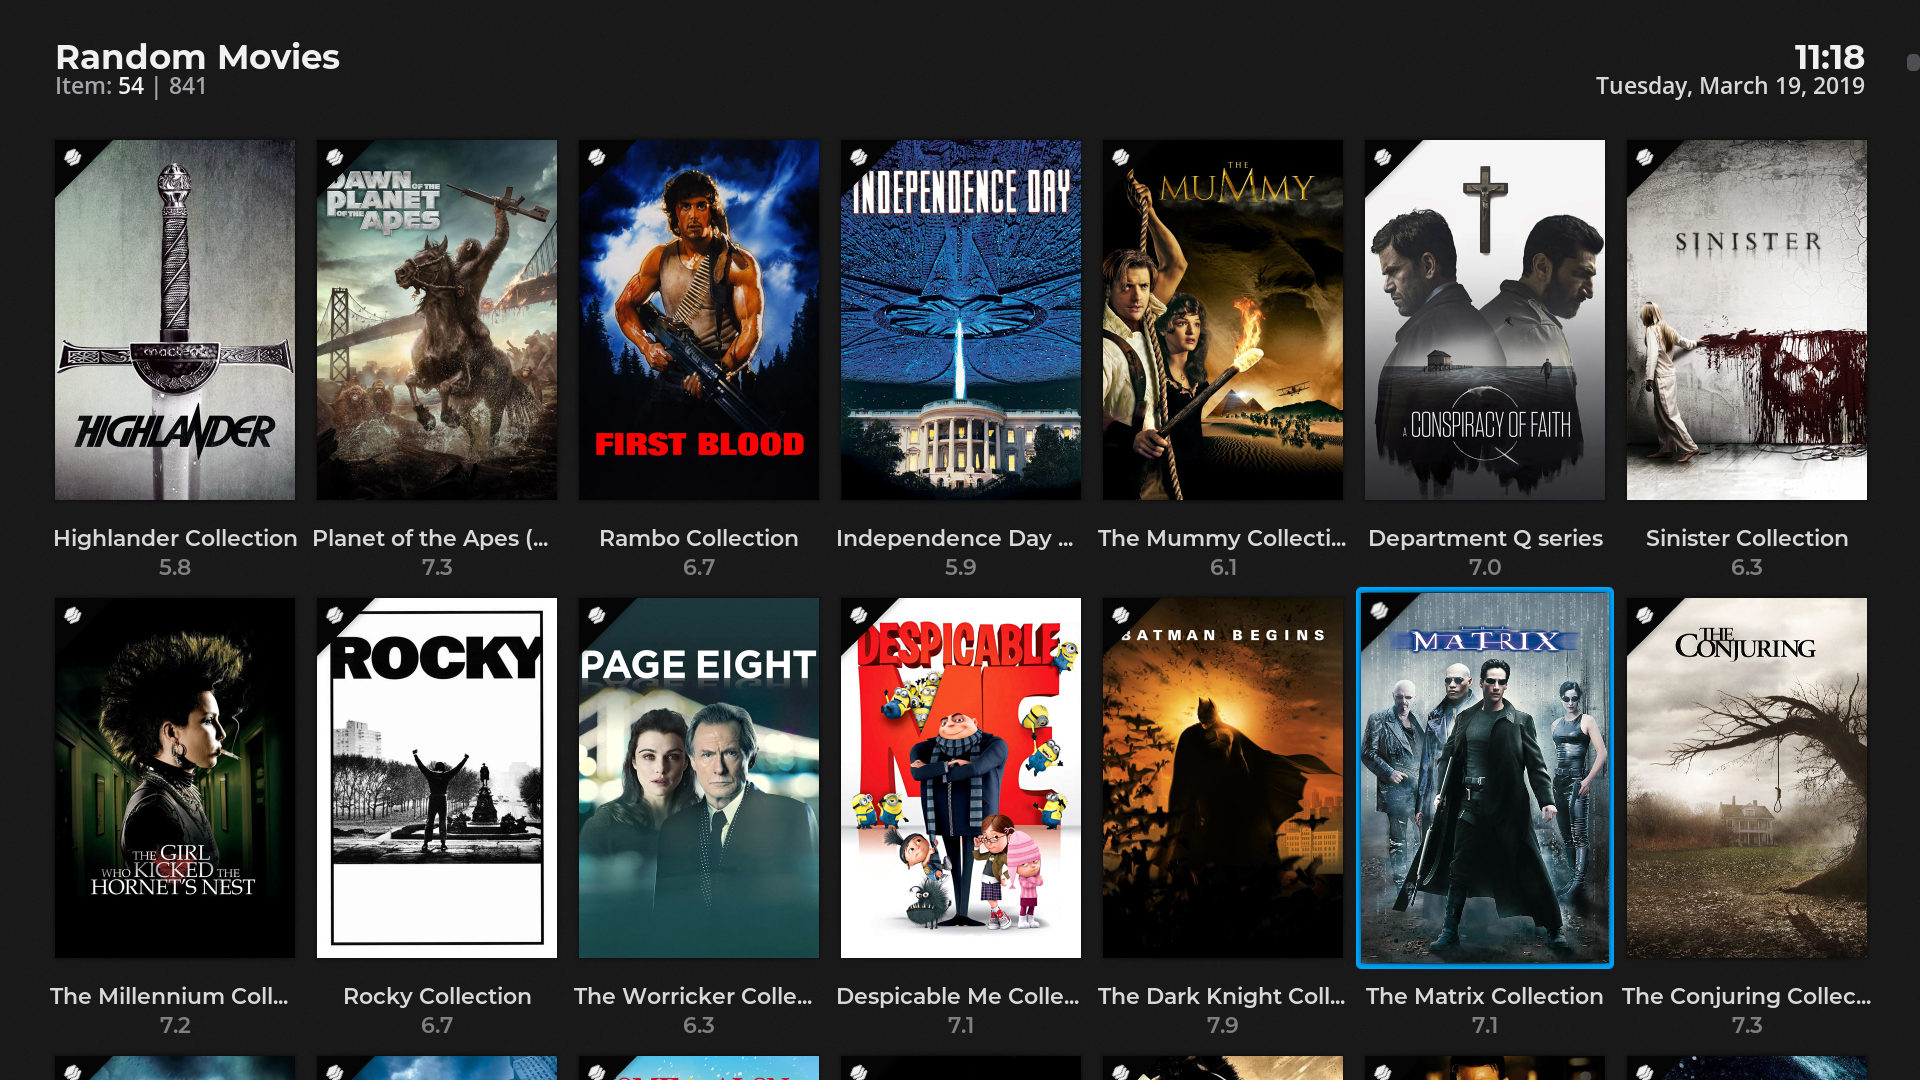 Random Movies
Item: 54 | 841
11:18
Tuesday, March 19, 2019
HIGHLANDER
DAWN OF THE
PLANET
OF THE APES
FIRST BLOOD
INDEPENDENCE DAY
THE
MUMMY
A CONSPIRACY OF FAITH
SINISTER
Highlander Collection
Planet of the Apes (...
Rambo Collection
Independence Day ...
The Mummy Collecti...
Department Q series
Sinister Collection
5.8
7.3
6.7
5.9
6.1
7.0
6.3
THE GIRL
WHO KICKED THE
HORNET'S NEST
ROCKY
PAGE EIGHT
DESPICABLE
ME
BATMAN BEGINS
THE
MATRIX
THE
CONJURING
The Millennium Coll...
Rocky Collection
The Worricker Colle...
Despicable Me Colle...
The Dark Knight Coll...
The Matrix Collection
The Conjuring Collec...
7.2
6.7
6.3
7.1
7.9
7.1
7.3